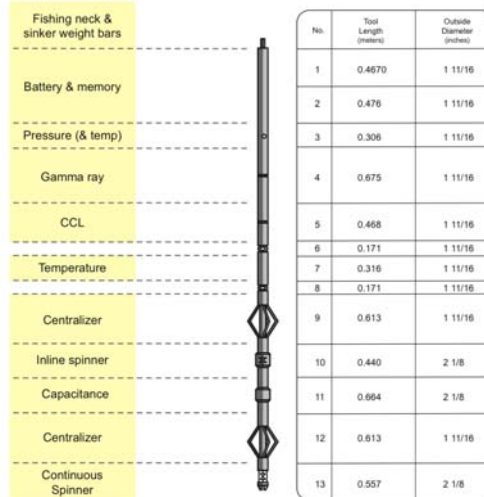 Fishing neck &
sinker weight bars
Battery & memory
Pressure (& temp)
Gamma ray
CCL
Temperature
Centralizer
Inline spinner
Capacitance
Centralizer
Continuous
Spinner
No. Tool Length (meters) Outside Diameter (inches)
1 0.4670 1 11/16
2 0.476 1 11/16
3 0.306 1 11/16
4 0.675 1 11/16
5 0.468 1 11/16
6 0.171 1 11/16
7 0.316 1 11/16
8 0.171 1 11/16
9 0.613 1 11/16
10 0.440 2 1/8
11 0.664 2 1/8
12 0.613 1 11/16
13 0.557 2 1/8